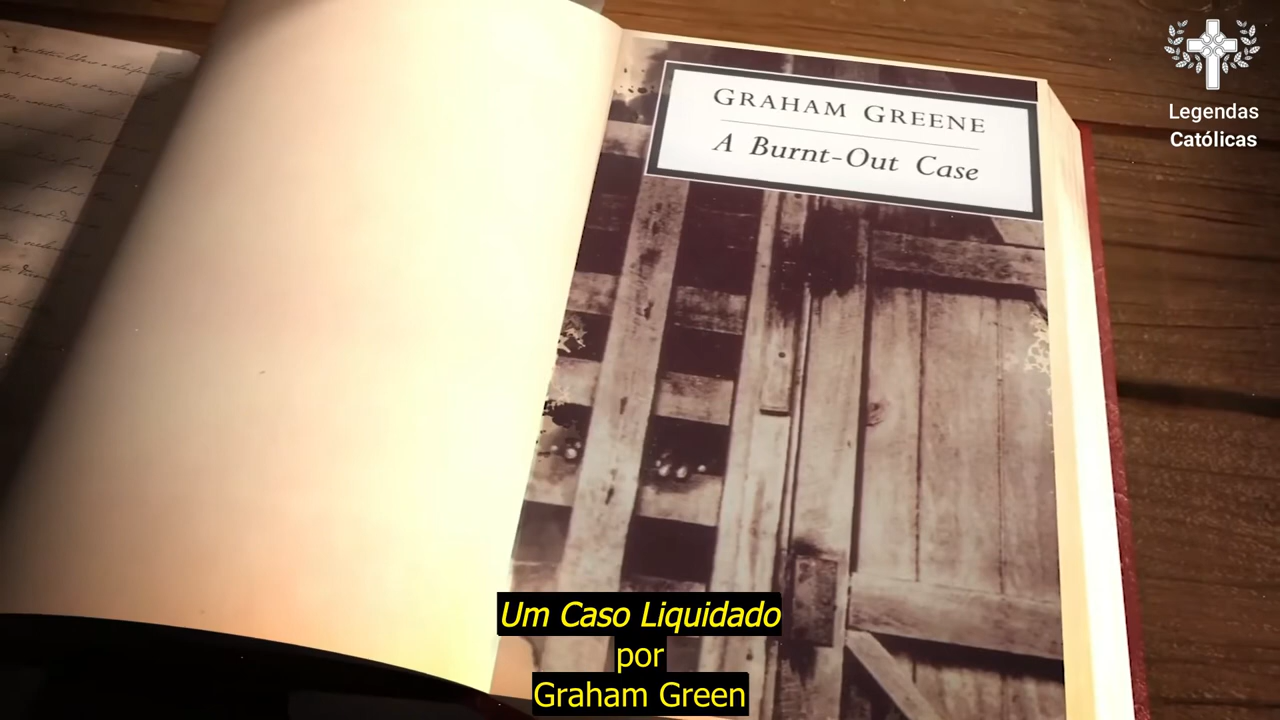 GRAHAM GREENE
A Burnt-Out Case
Legendas
Católicas
Um Caso Liquidado
por
Graham Green